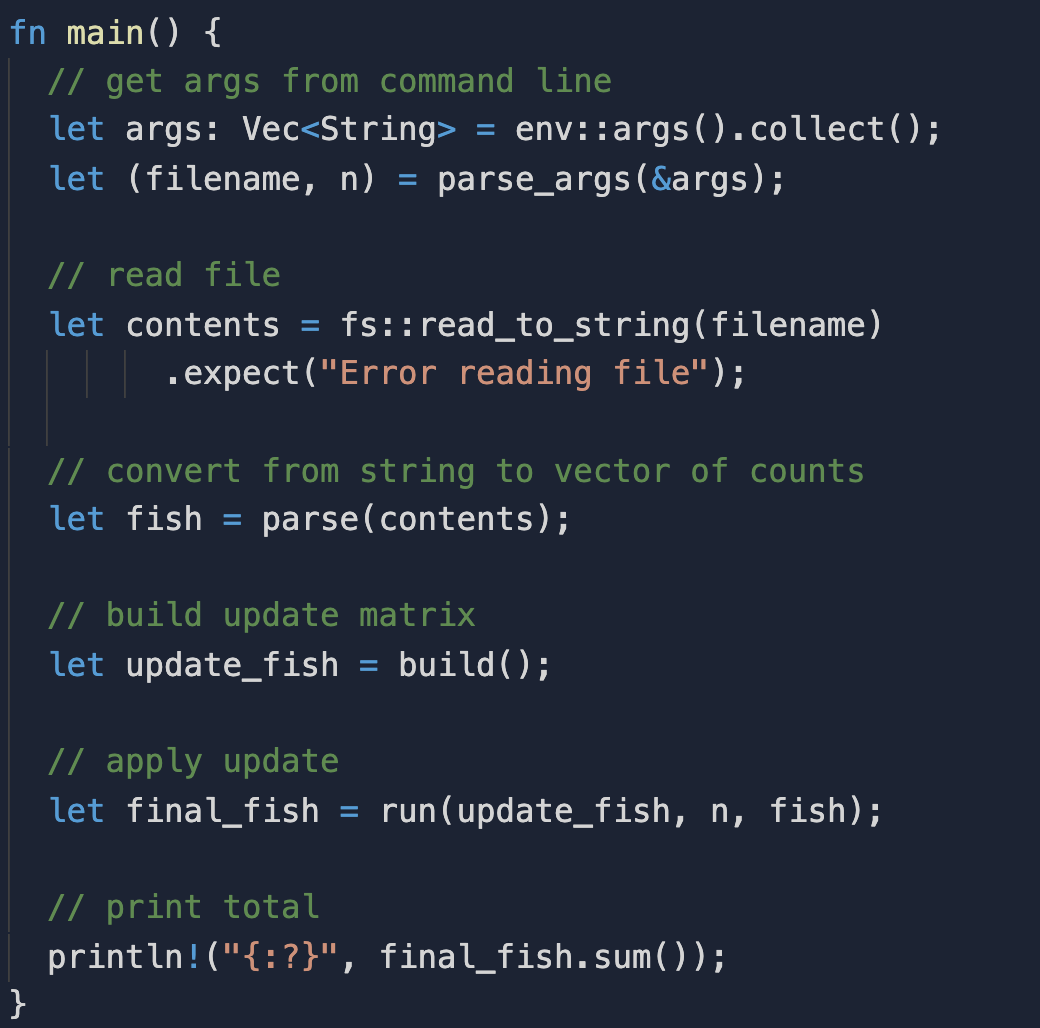 fn main() {
  // get args from command line
  let args: Vec<String> = env::args().collect();
  let (filename, n) = parse_args(&args);

  // read file
  let contents = fs::read_to_string(filename)
        .expect("Error reading file");

  // convert from string to vector of counts
  let fish = parse(contents);

  // build update matrix
  let update_fish = build();

  // apply update
  let final_fish = run(update_fish, n, fish);

  // print total
  println!("{:?}", final_fish.sum());
}